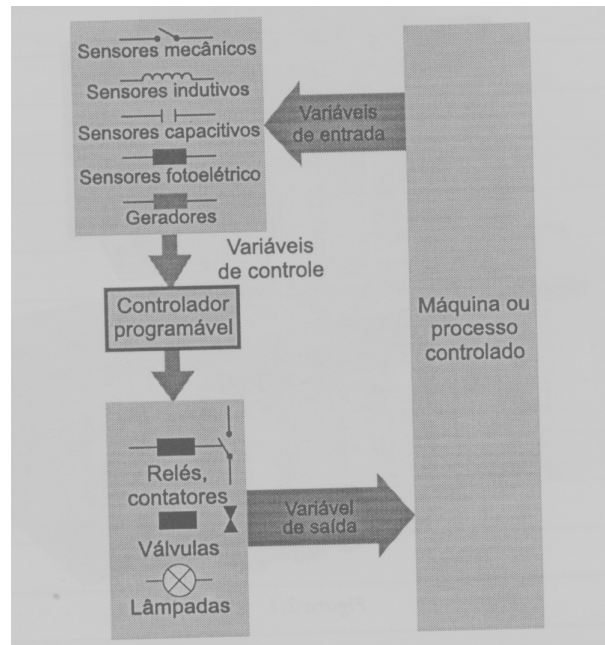 Sensores mecânicos
Sensores indutivos
Sensores capacitivos
Sensores fotoelétrico
Geradores
Variáveis
de entrada
Variáveis
de controle
Controlador
programável
Máquina ou
processo
controlado
Relés,
contatores
Válvulas
Lâmpadas
Variável
de saída